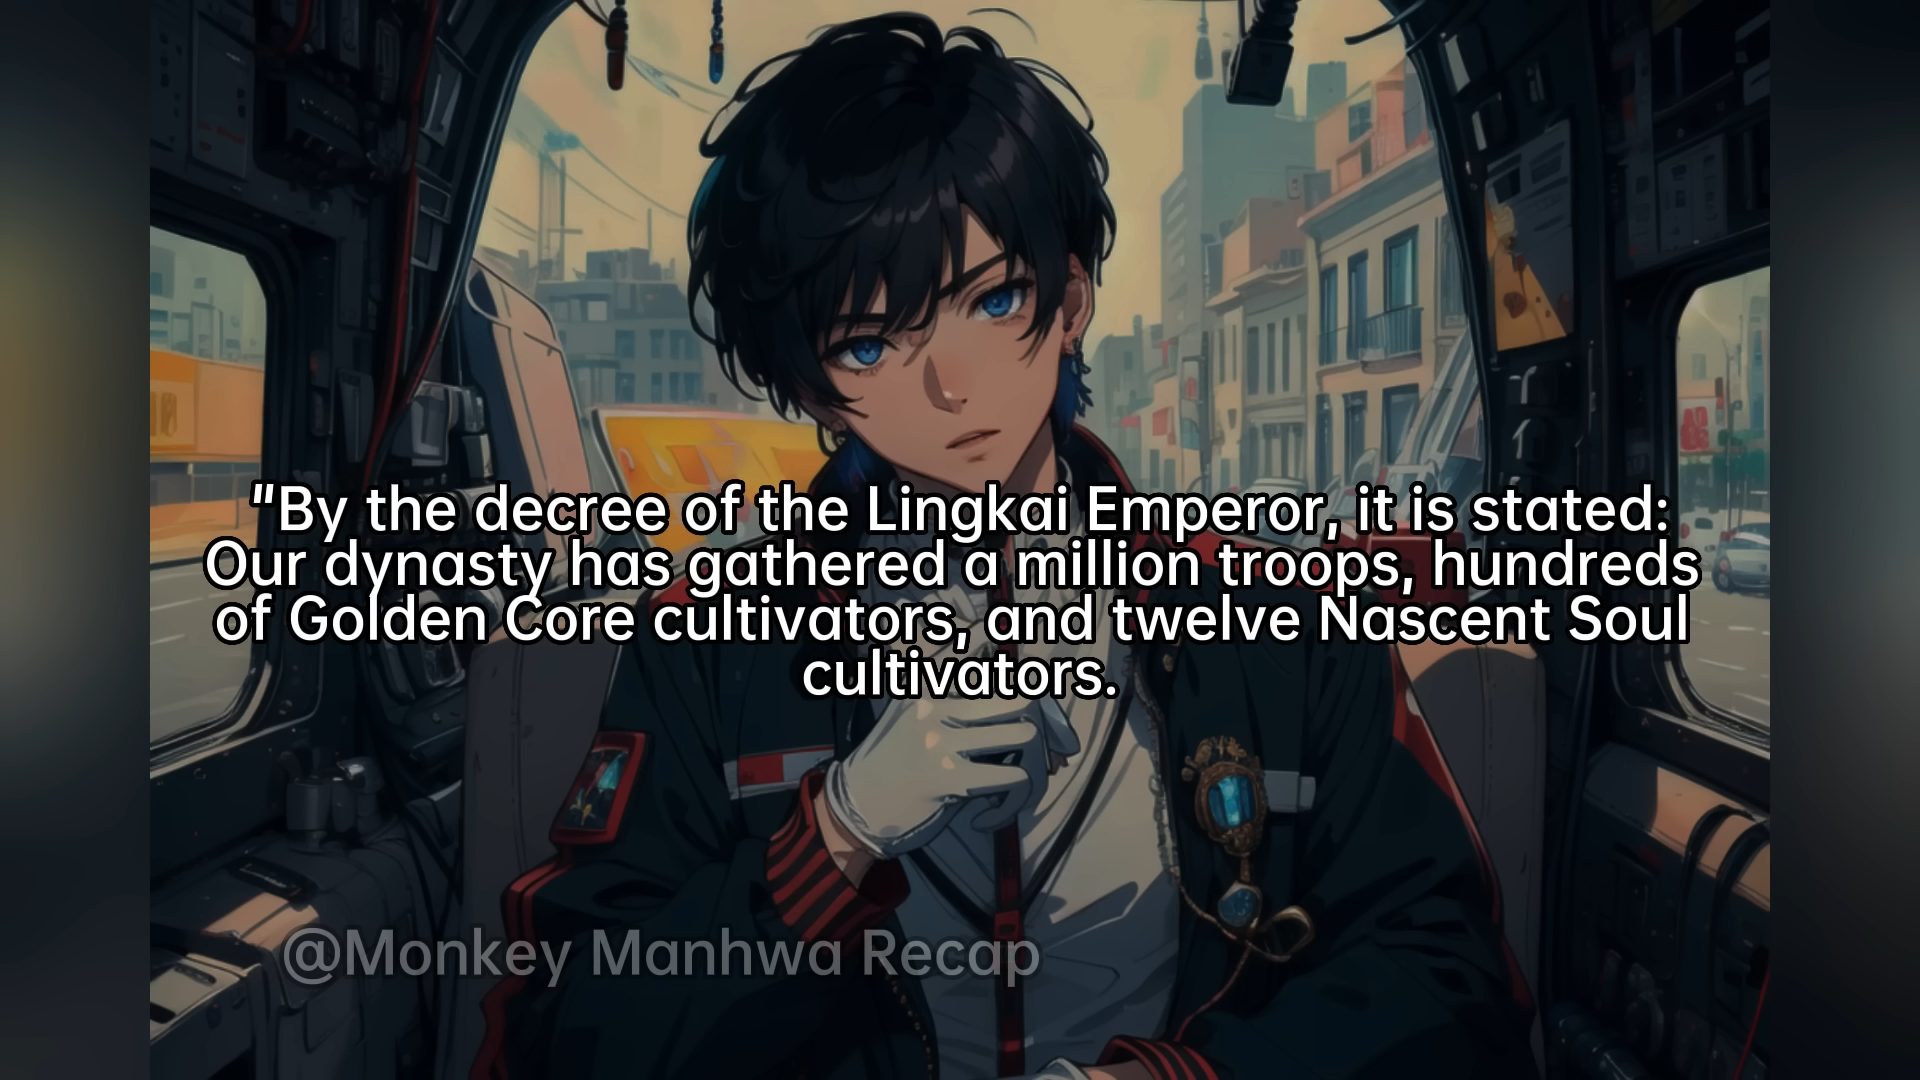 "By the decree of the Lingkai Emperor, it is stated:
Our dynasty has gathered a million troops, hundreds
of Golden Core cultivators, and twelve Nascent Soul
cultivators.
@Monkey Manhwa Recap